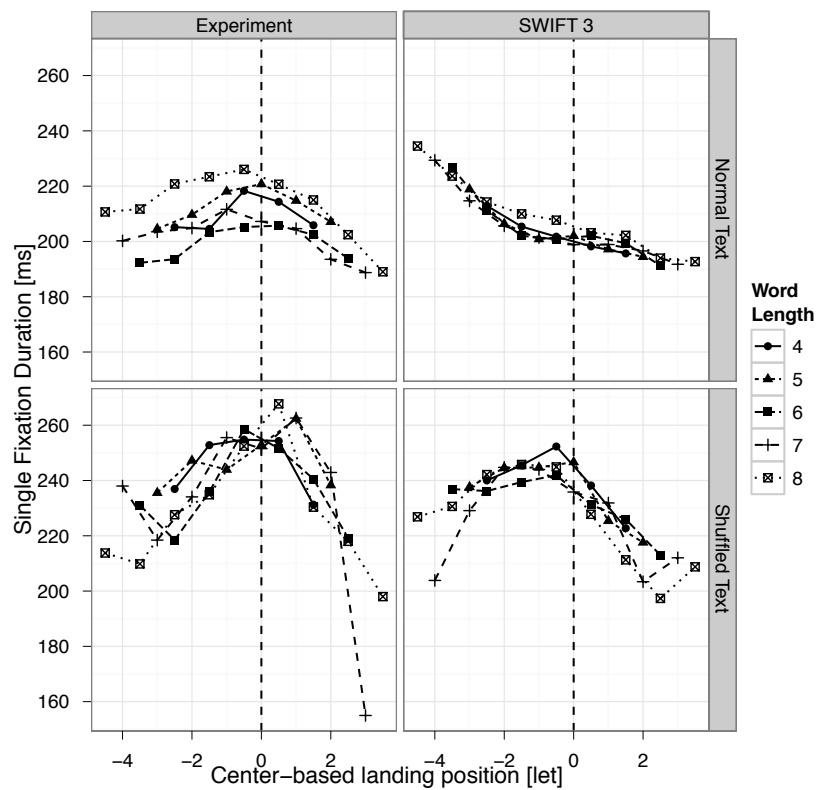 Experiment
SWIFT 3
260
240
220
200
180
160
Normal Text
260
240
220
200
180
160
Shuffled Text
Single Fixation Duration [ms]
−4 −2 0 2
−4 −2 0 2
Center−based landing position [let]
Word
Length
4
5
6
7
8